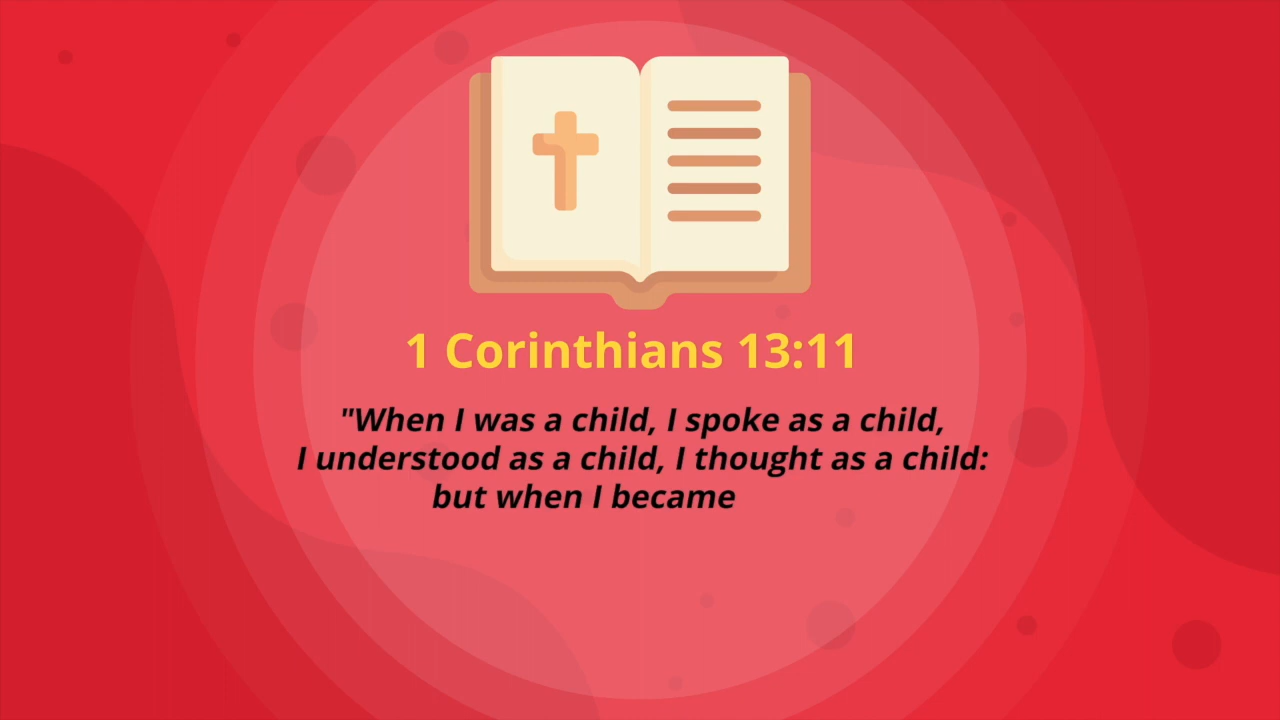 1 Corinthians 13:11
"When I was a child, I spoke as a child,
I understood as a child, I thought as a child:
but when I became